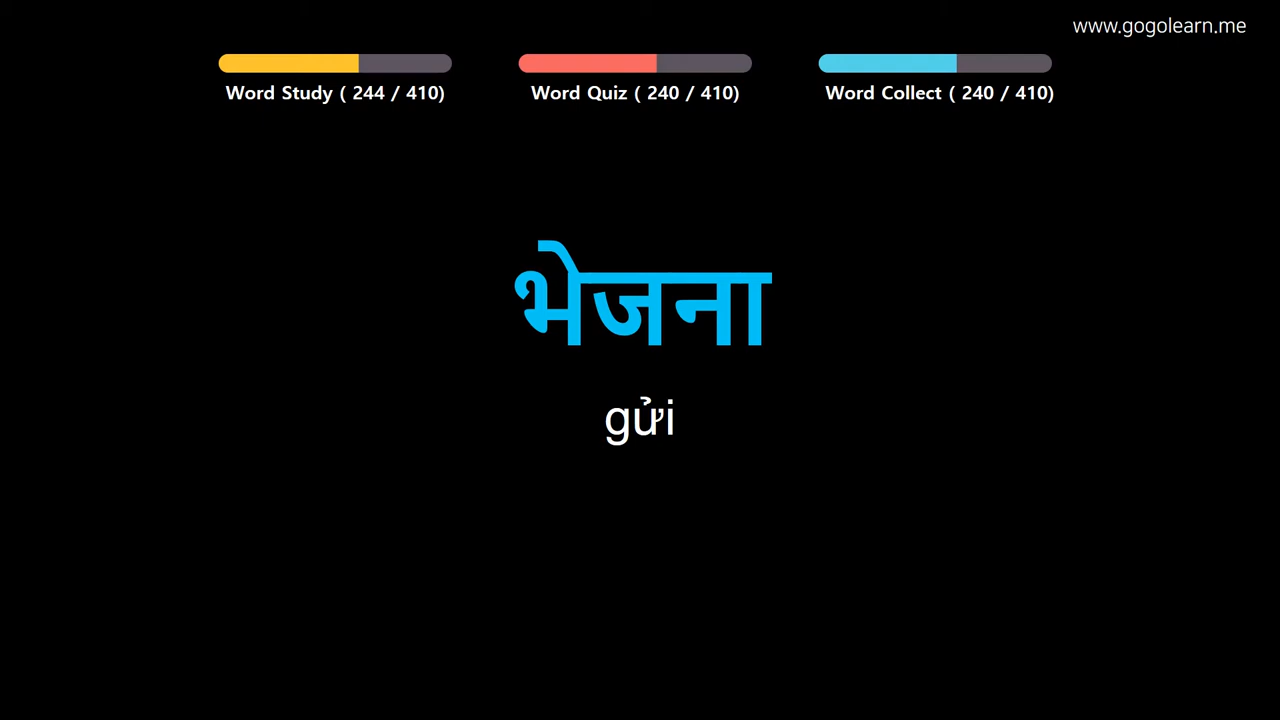 www.gogolearn.me
Word Study ( 244 / 410)
Word Quiz ( 240 / 410)
Word Collect ( 240 / 410)
भेजना
gửi